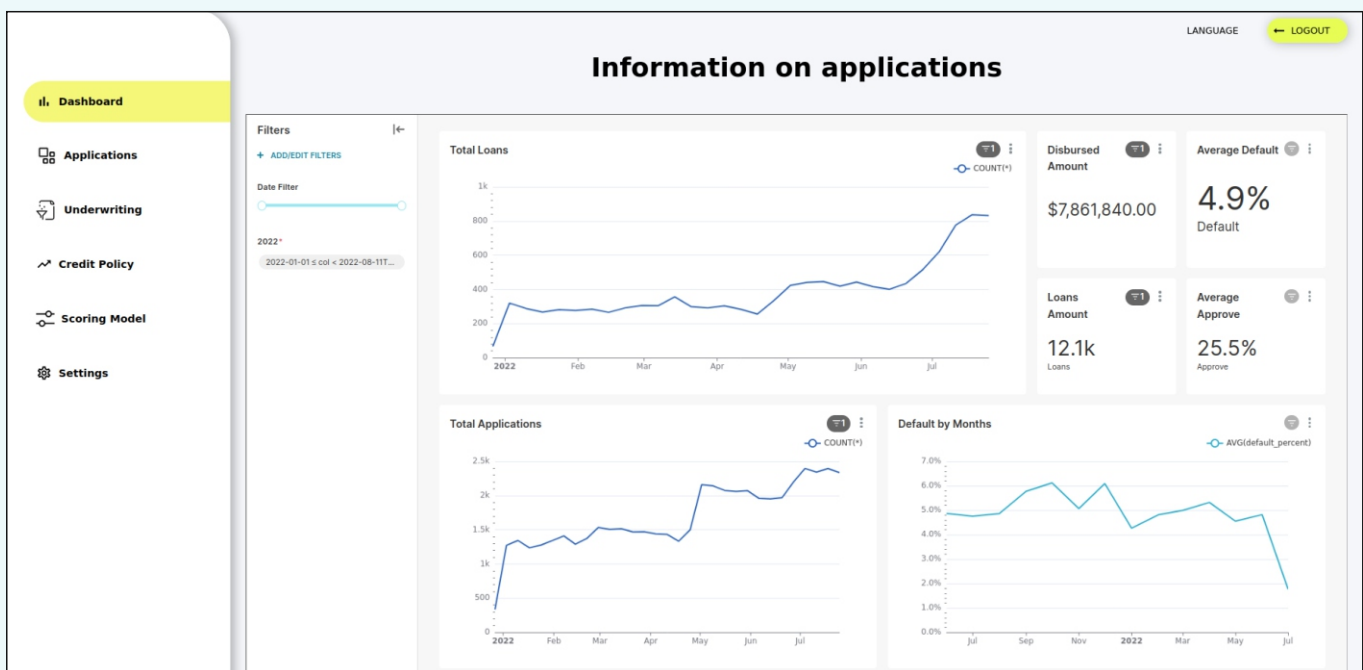 LANGUAGE
← LOGOUT
Information on applications
Dashboard
Applications
Underwriting
Credit Policy
Scoring Model
Settings
Filters
+ ADD/EDIT FILTERS
Date Filter
2022*
2022-01-01 ≤ col < 2022-08-11T...
Total Loans
1
COUNT(*)
1k
800
600
400
200
0
2022 Feb Mar Apr May Jun Jul
Disbursed
Amount
1
$7,861,840.00
Average Default
4.9%
Default
Loans
Amount
1
12.1k
Loans
Average
Approve
25.5%
Approve
Total Applications
1
COUNT(*)
2.5k
2k
1.5k
1k
500
0
2022 Feb Mar Apr May Jun Jul
Default by Months
AVG(default_percent)
7.0%
6.0%
5.0%
4.0%
3.0%
2.0%
1.0%
0.0%
Jul Sep Nov 2022 Mar May Jul